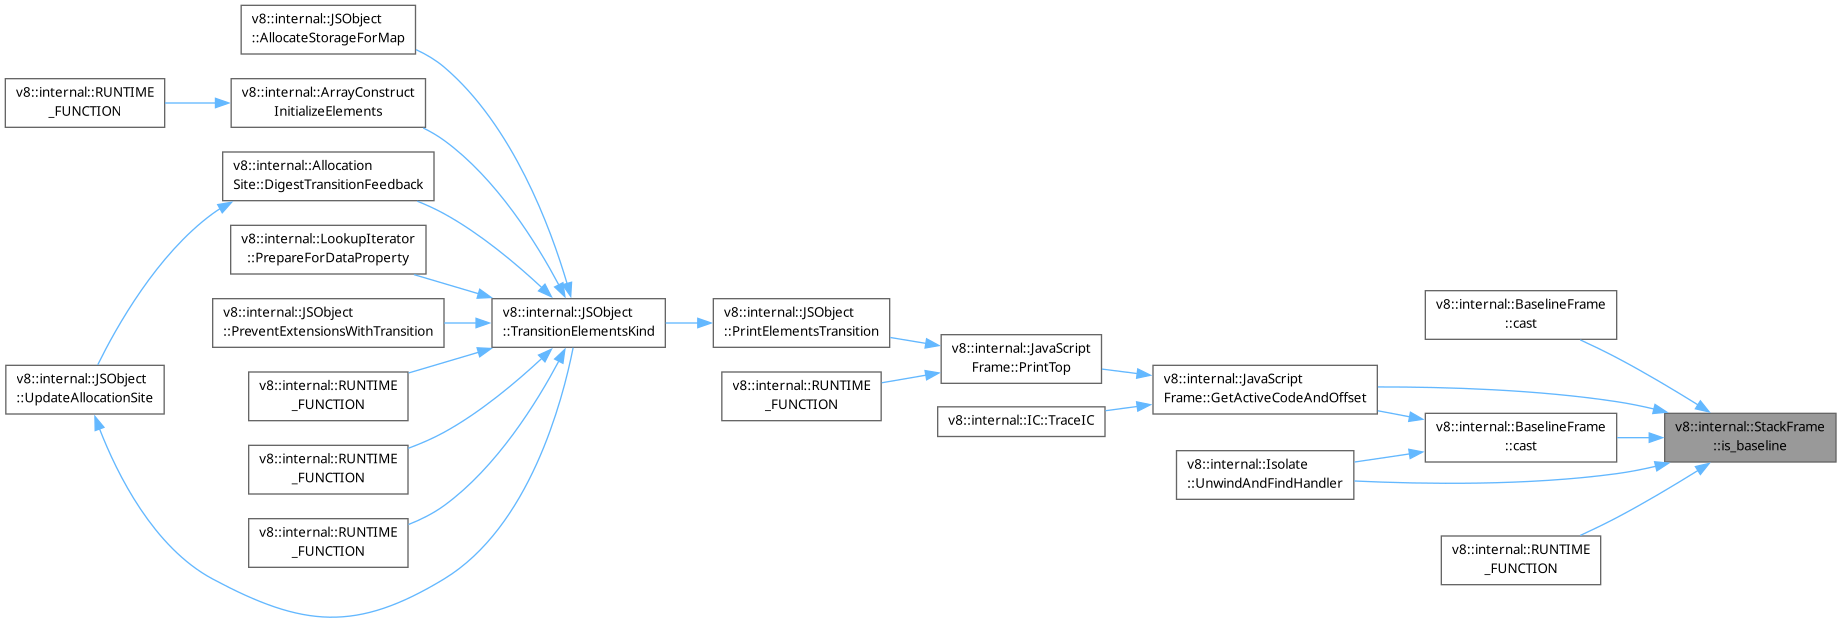 v8::internal::JSObject
::AllocateStorageForMap
v8::internal::RUNTIME
_FUNCTION
v8::internal::ArrayConstruct
InitializeElements
v8::internal::Allocation
Site::DigestTransitionFeedback
v8::internal::LookupIterator
::PrepareForDataProperty
v8::internal::JSObject
::PreventExtensionsWithTransition
v8::internal::JSObject
::TransitionElementsKind
v8::internal::JSObject
::PrintElementsTransition
v8::internal::JavaScript
Frame::PrintTop
v8::internal::BaselineFrame
::cast
v8::internal::JSObject
::UpdateAllocationSite
v8::internal::RUNTIME
_FUNCTION
v8::internal::RUNTIME
_FUNCTION
v8::internal::JavaScript
Frame::GetActiveCodeAndOffset
v8::internal::IC::TraceIC
v8::internal::BaselineFrame
::cast
v8::internal::StackFrame
::is_baseline
v8::internal::RUNTIME
_FUNCTION
v8::internal::Isolate
::UnwindAndFindHandler
v8::internal::RUNTIME
_FUNCTION
v8::internal::RUNTIME
_FUNCTION